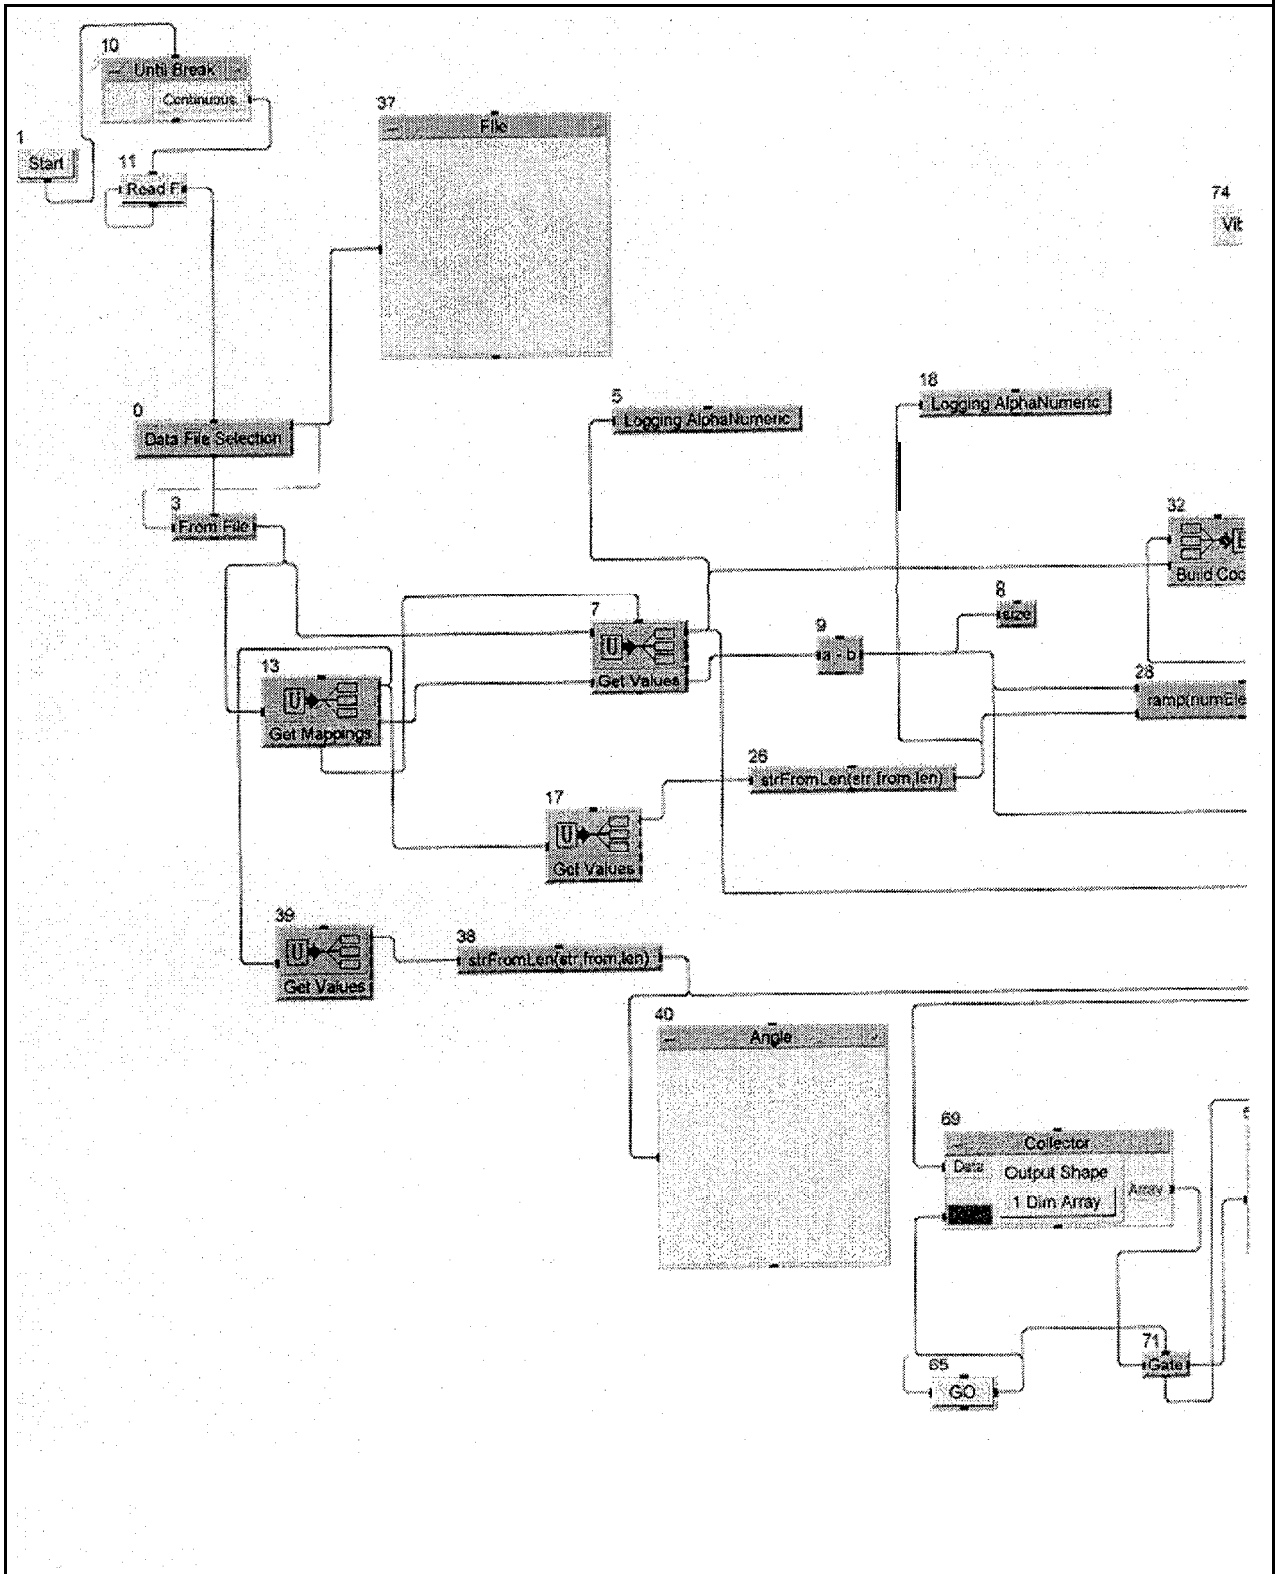 10
Until Break
Continuous
1
Start
11
Read F
37
File
74
Vit
0
Data File Selection
3
From File
5
Logging AlphaNumeric
18
Logging AlphaNumeric
32
Build Coo
7
Get Values
9
a - b
8
size
28
ramp(numEle
13
Get Mappings
26
strFromLen(str,from,len)
17
Get Values
39
Get Values
38
strFromLen(str,from,len)
40
Angle
69
Collector
Data
Output Shape
Array
1 Dim Array
71
Gate
65
GO